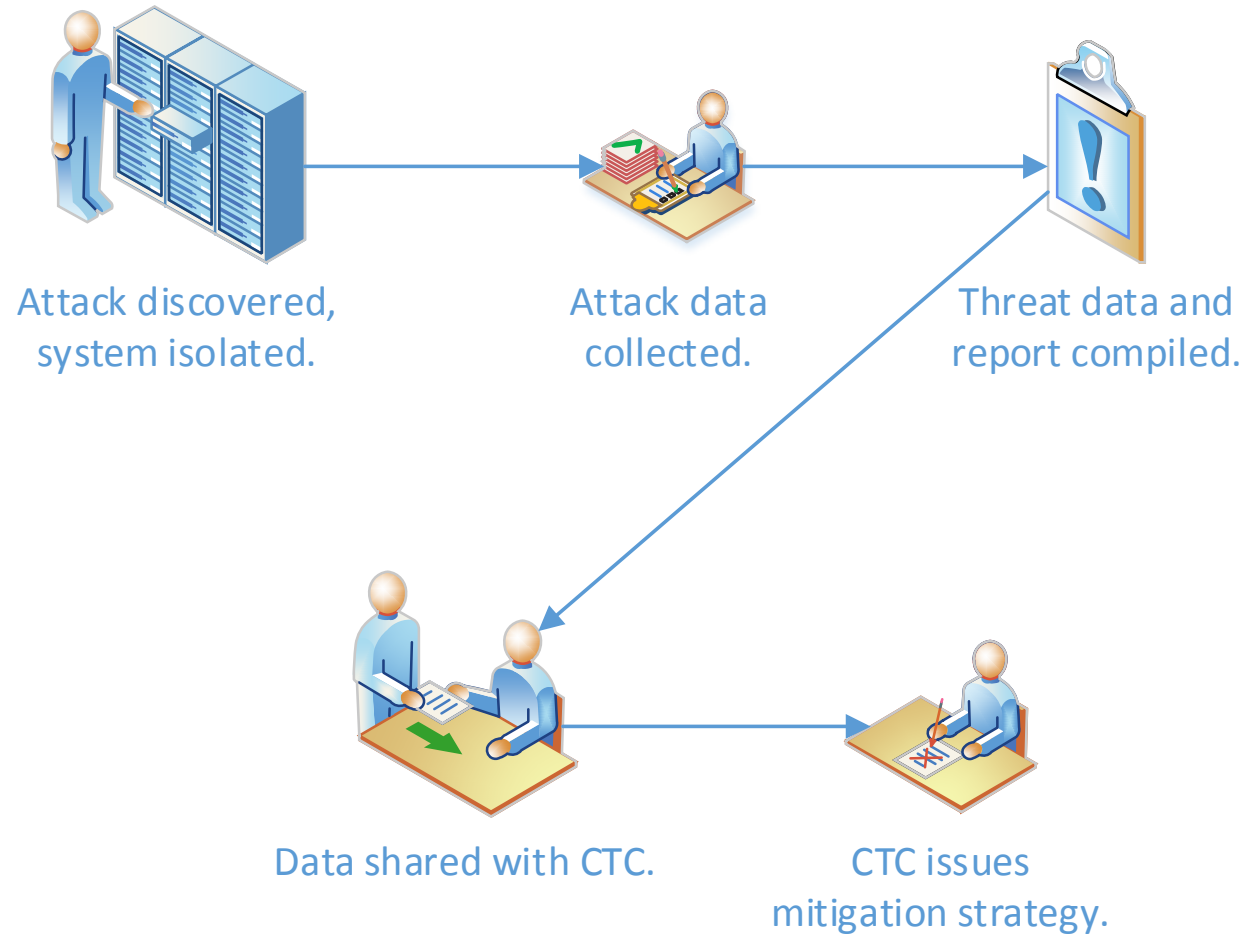 Attack discovered,
system isolated.
Attack data
collected.
Threat data and
report compiled.
Data shared with CTC.
CTC issues
mitigation strategy.